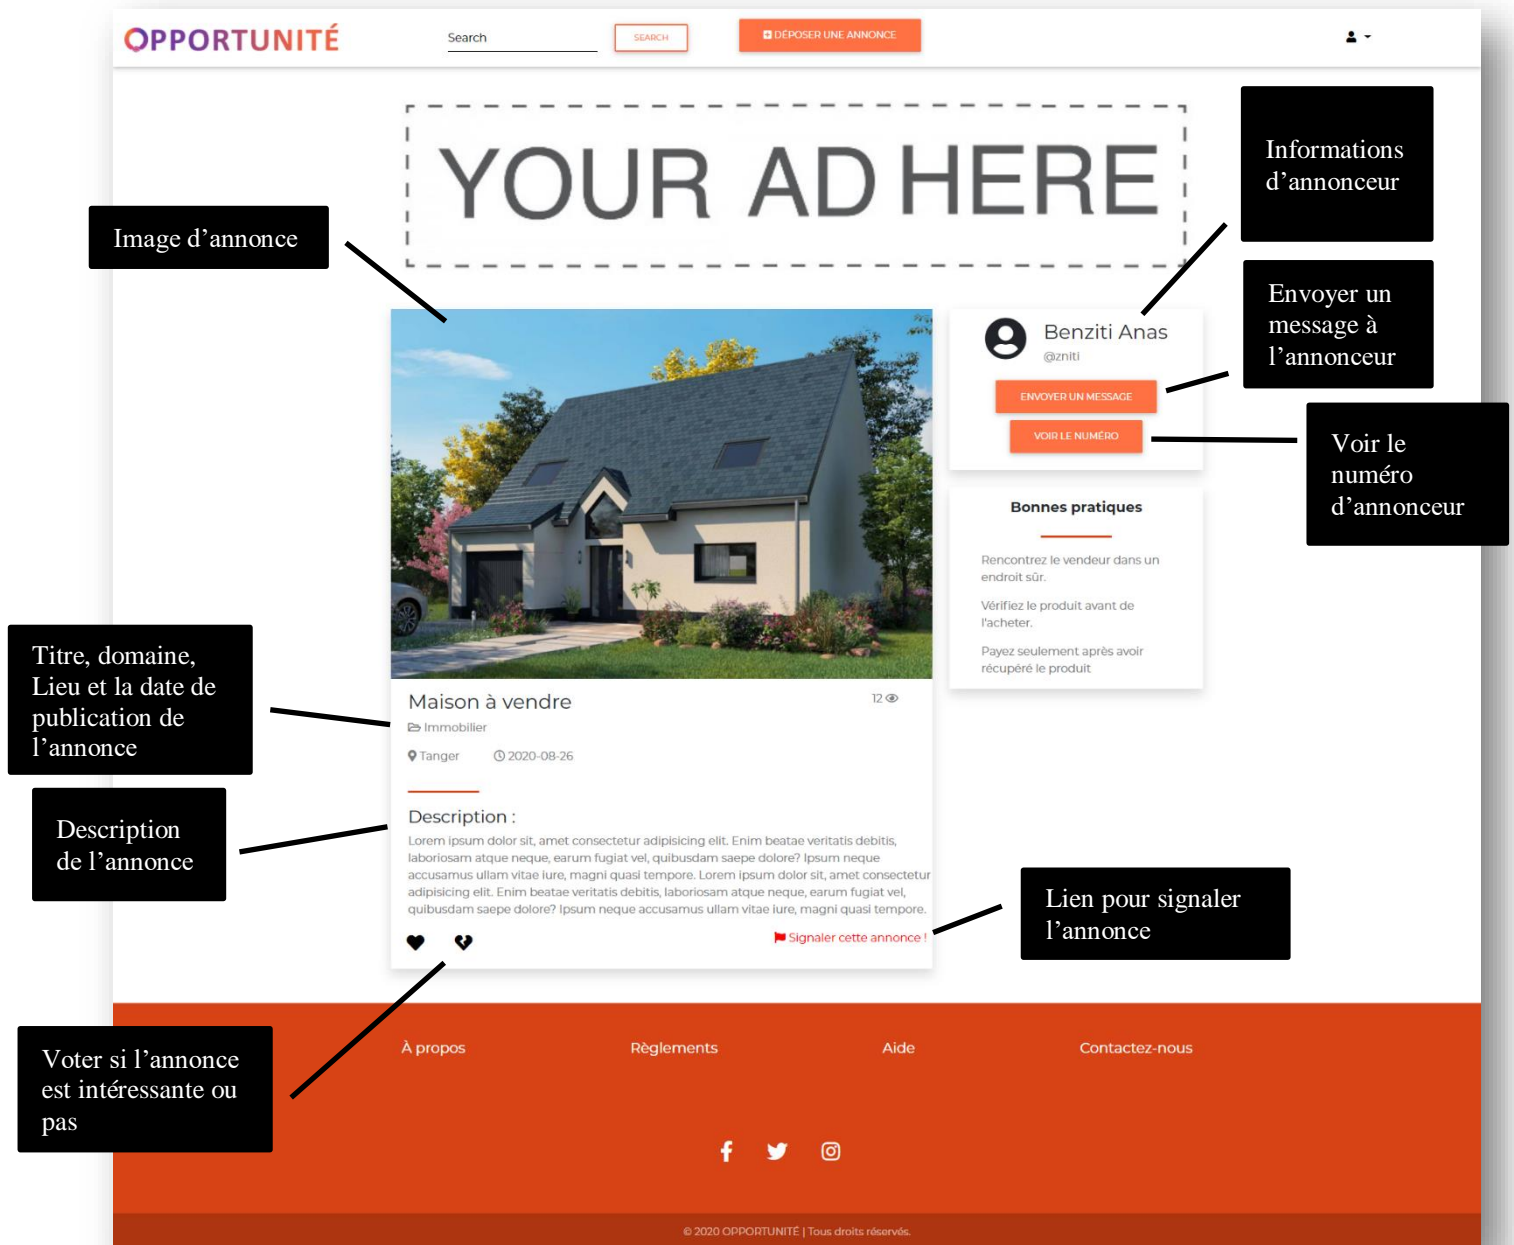 OPPORTUNITÉ
Search
SEARCH
DÉPOSER UNE ANNONCE
YOUR AD HERE
Informations
d’annonceur
Image d’annonce
Envoyer un
message à
l’annonceur
Benziti Anas
@zniti
ENVOYER UN MESSAGE
VOIR LE NUMÉRO
Voir le
numéro
d’annonceur
Bonnes pratiques
Rencontrez le vendeur dans un
endroit sûr.
Vérifiez le produit avant de
l'acheter.
Payez seulement après avoir
récupéré le produit
Titre, domaine,
Lieu et la date de
publication de
l’annonce
Maison à vendre
12
Immobilier
Tanger
2020-08-26
Description
de l’annonce
Description :
Lorem ipsum dolor sit, amet consectetur adipisicing elit. Enim beatae veritatis debitis,
laboriosam atque neque, earum fugiat vel, quibusdam saepe dolore? Ipsum neque
accusamus ullam vitae iure, magni quasi tempore. Lorem ipsum dolor sit, amet consectetur
adipisicing elit. Enim beatae veritatis debitis, laboriosam atque neque, earum fugiat vel,
quibusdam saepe dolore? Ipsum neque accusamus ullam vitae iure, magni quasi tempore.
Signaler cette annonce !
Lien pour signaler
l’annonce
Voter si l’annonce
est intéressante ou
pas
À propos
Règlements
Aide
Contactez-nous
© 2020 OPPORTUNITÉ | Tous droits réservés.